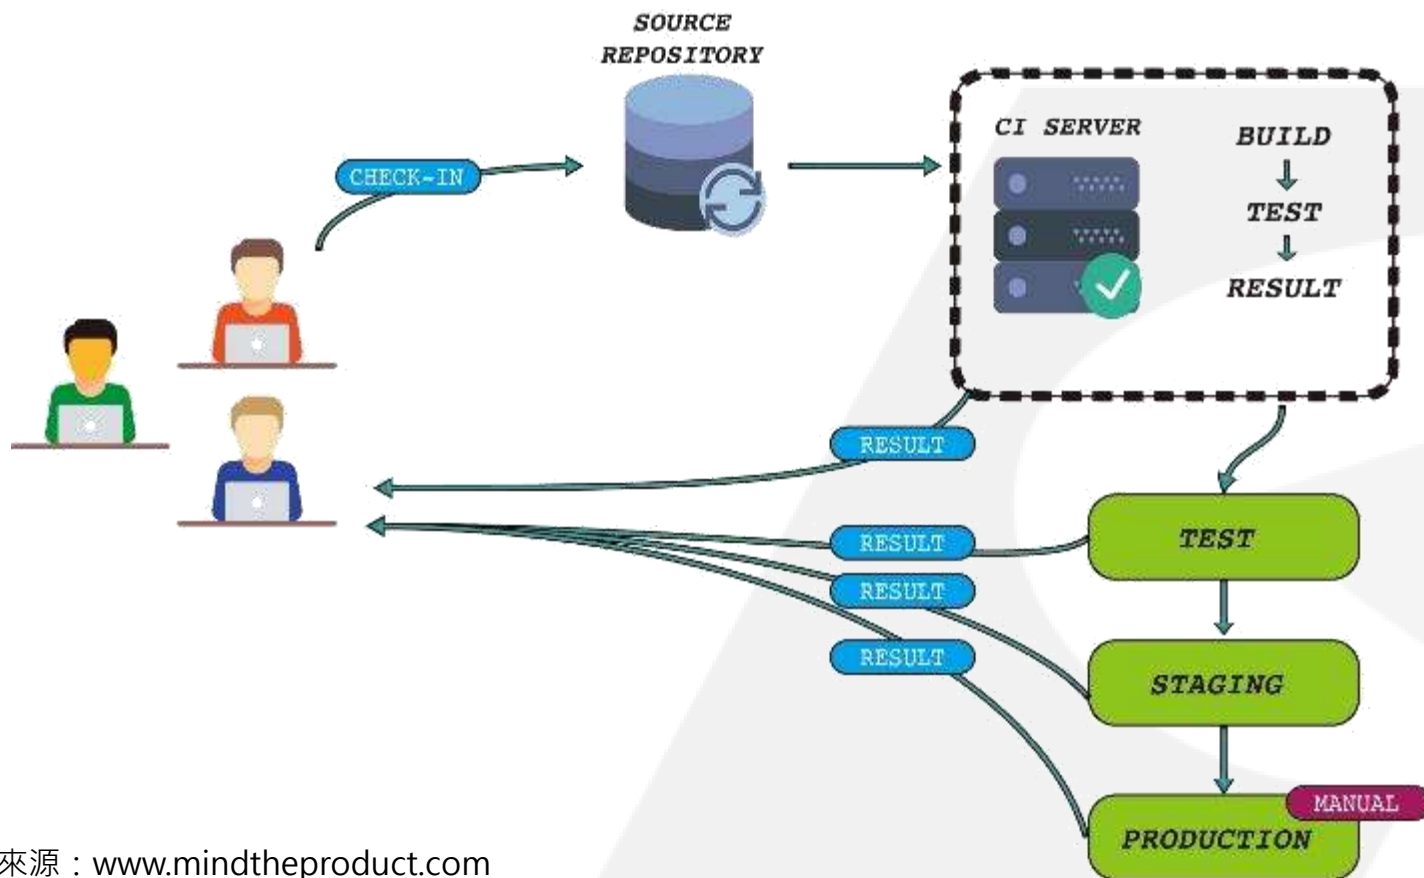 SOURCE
REPOSITORY
CI SERVER
BUILD
CHECK-IN
TEST
RESULT
RESULT
RESULT
TEST
RESULT
RESULT
STAGING
MANUAL
PRODUCTION
來源：www.mindtheproduct.com